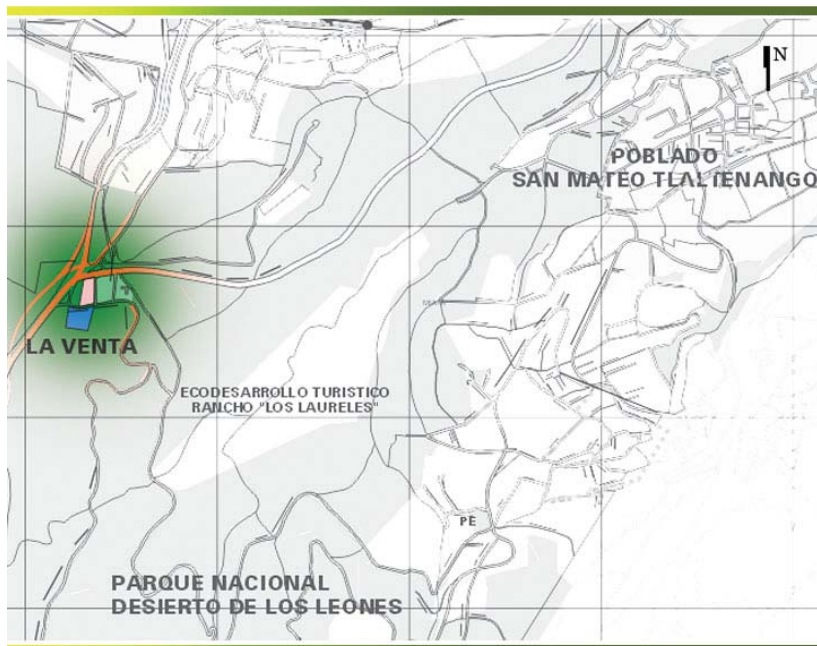 N
POBLADO
SAN MATEO TLALTENANGO
LA VENTA
ECODESARROLLO TURISTICO
RANCHO "LOS LAURELES"
PE
PARQUE NACIONAL
DESIERTO DE LOS LEONES